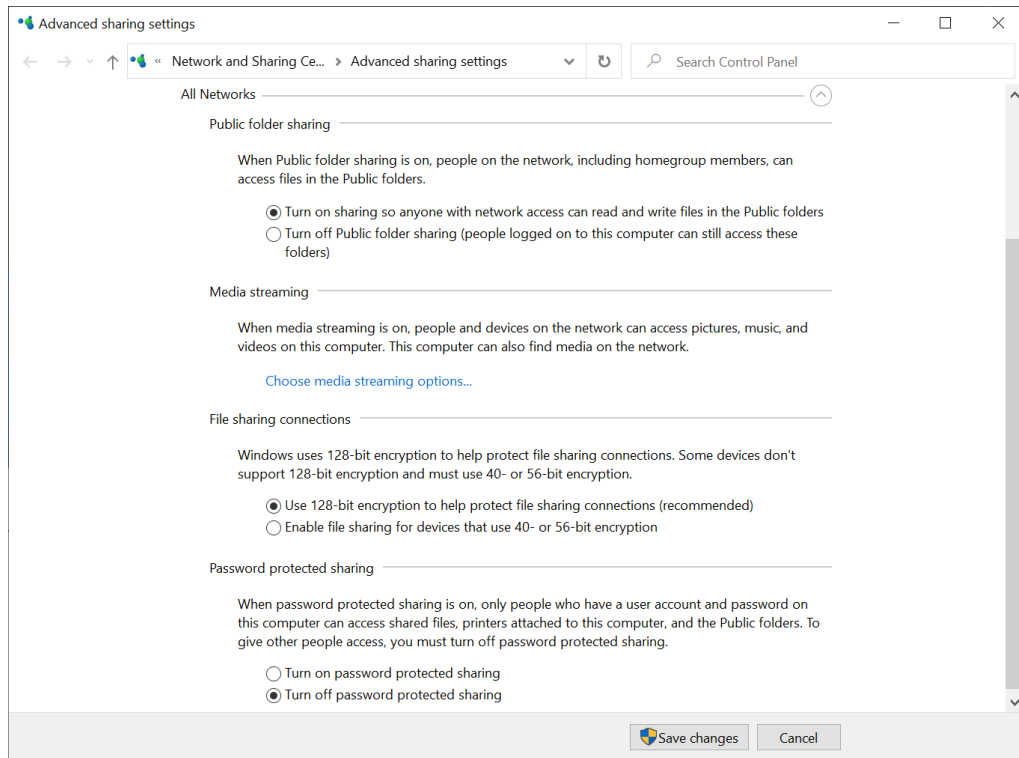 Advanced sharing settings
« Network and Sharing Ce... > Advanced sharing settings
Search Control Panel
All Networks
Public folder sharing
When Public folder sharing is on, people on the network, including homegroup members, can
access files in the Public folders.
Turn on sharing so anyone with network access can read and write files in the Public folders
Turn off Public folder sharing (people logged on to this computer can still access these
folders)
Media streaming
When media streaming is on, people and devices on the network can access pictures, music, and
videos on this computer. This computer can also find media on the network.
Choose media streaming options...
File sharing connections
Windows uses 128-bit encryption to help protect file sharing connections. Some devices don't
support 128-bit encryption and must use 40- or 56-bit encryption.
Use 128-bit encryption to help protect file sharing connections (recommended)
Enable file sharing for devices that use 40- or 56-bit encryption
Password protected sharing
When password protected sharing is on, only people who have a user account and password on
this computer can access shared files, printers attached to this computer, and the Public folders. To
give other people access, you must turn off password protected sharing.
Turn on password protected sharing
Turn off password protected sharing
Save changes
Cancel